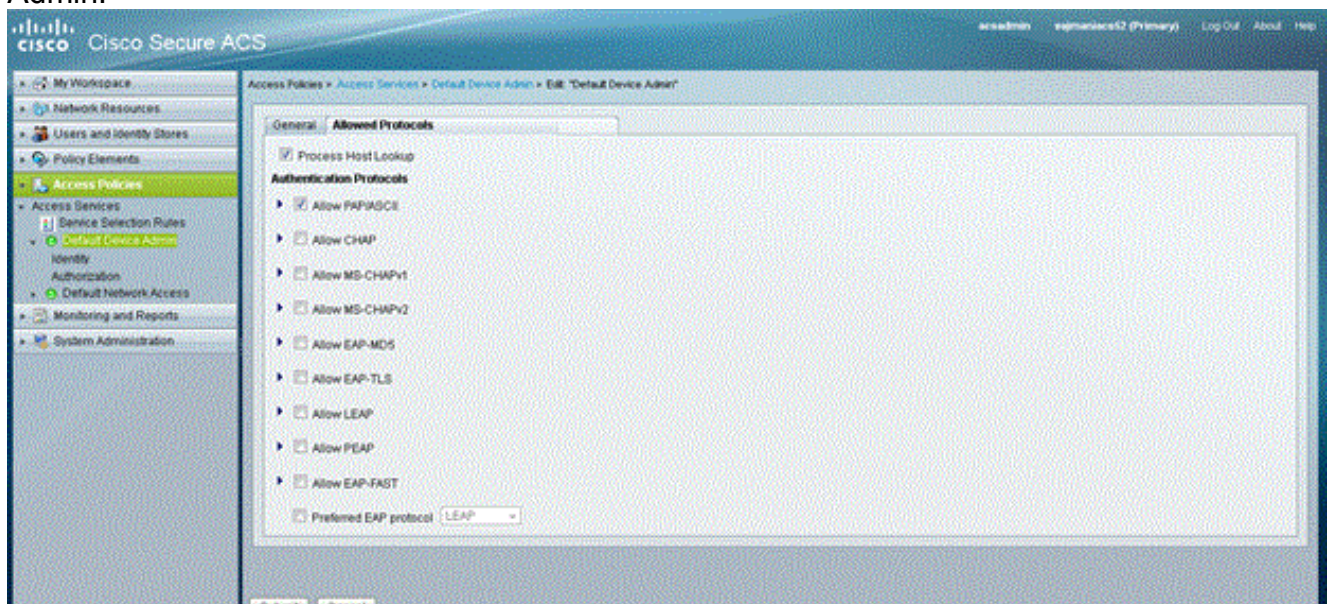 Admin.
cisco Cisco Secure ACS
acsadmin (Primary) Log Out About Help
My Workspace
Network Resources
Users and Identity Stores
Policy Elements
Access Policies
Access Services
Service Selection Rules
Default Device Admin
Identity
Authorization
Default Network Access
Monitoring and Reports
System Administration
Access Policies > Access Services > Default Device Admin > Edit: "Default Device Admin"
General Allowed Protocols
Process Host Lookup
Authentication Protocols
Allow PAP/ASCII
Allow CHAP
Allow MS-CHAPv1
Allow MS-CHAPv2
Allow EAP-MD5
Allow EAP-TLS
Allow LEAP
Allow PEAP
Allow EAP-FAST
Preferred EAP protocol LEAP